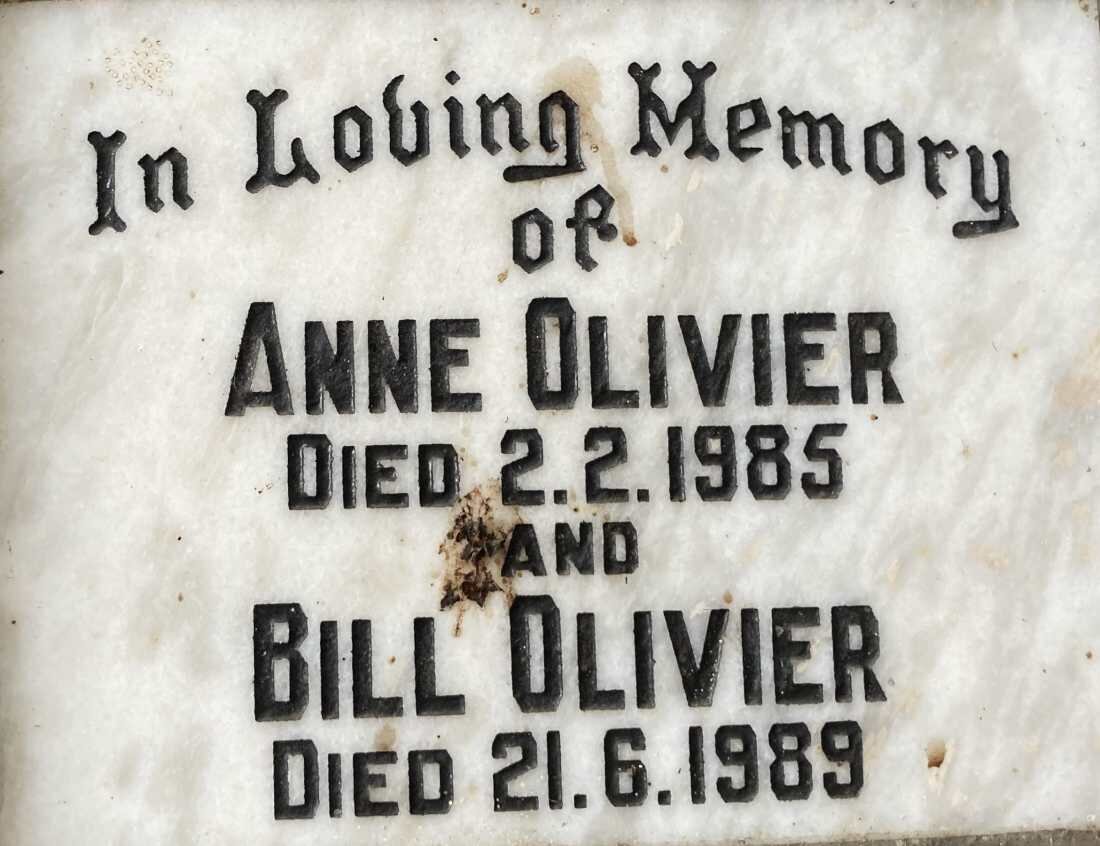 In Loving Memory
of
ANNE OLIVIER
DIED 2.2.1985
AND
BILL OLIVIER
DIED 21.6.1989